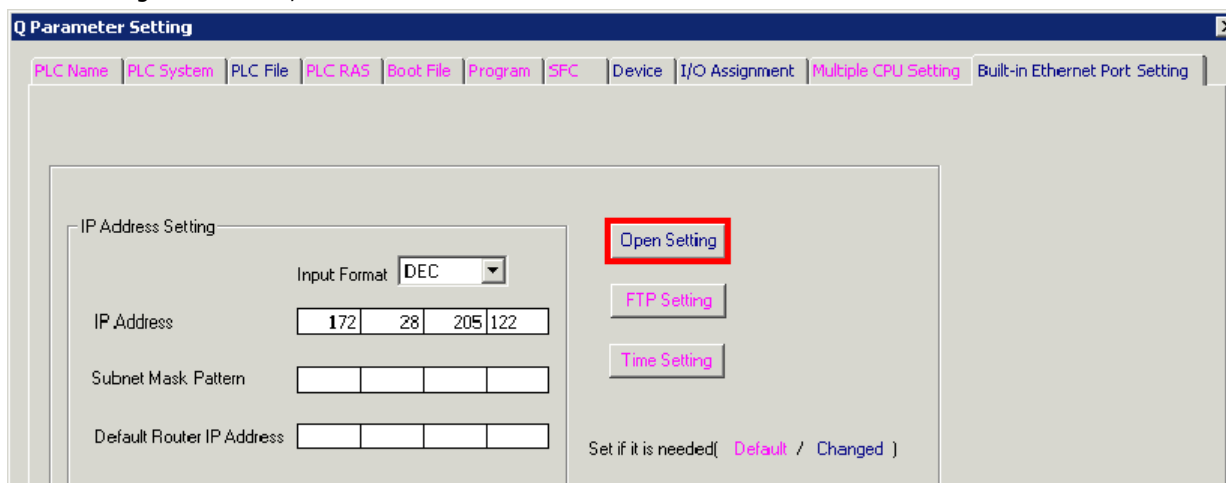 Q Parameter Setting
PLC Name PLC System PLC File PLC RAS Boot File Program SFC Device I/O Assignment Multiple CPU Setting Built-in Ethernet Port Setting
IP Address Setting
Input Format DEC
IP Address 172 28 205 122
Subnet Mask Pattern
Default Router IP Address
Open Setting
FTP Setting
Time Setting
Set if it is needed( Default / Changed )